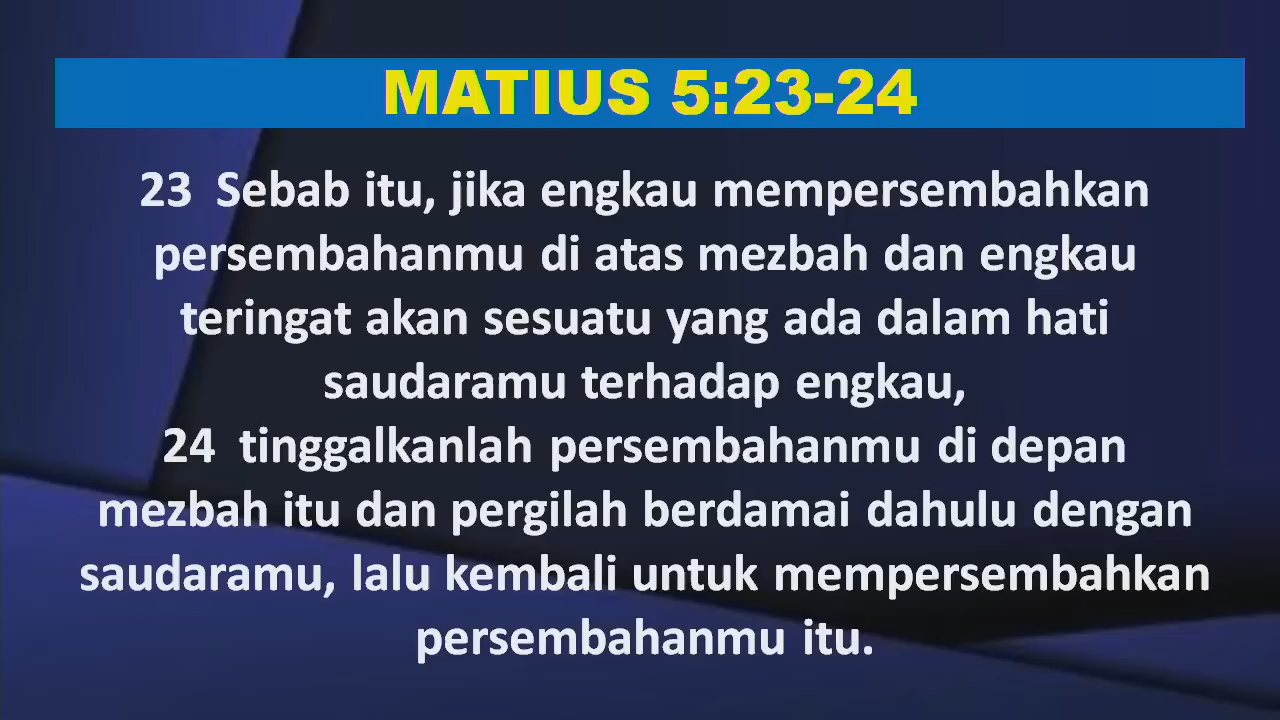 MATIUS 5:23-24
23 Sebab itu, jika engkau mempersembahkan
persembahanmu di atas mezbah dan engkau
teringat akan sesuatu yang ada dalam hati
saudaramu terhadap engkau,
24 tinggalkanlah persembahanmu di depan
mezbah itu dan pergilah berdamai dahulu dengan
saudaramu, lalu kembali untuk mempersembahkan
persembahanmu itu.